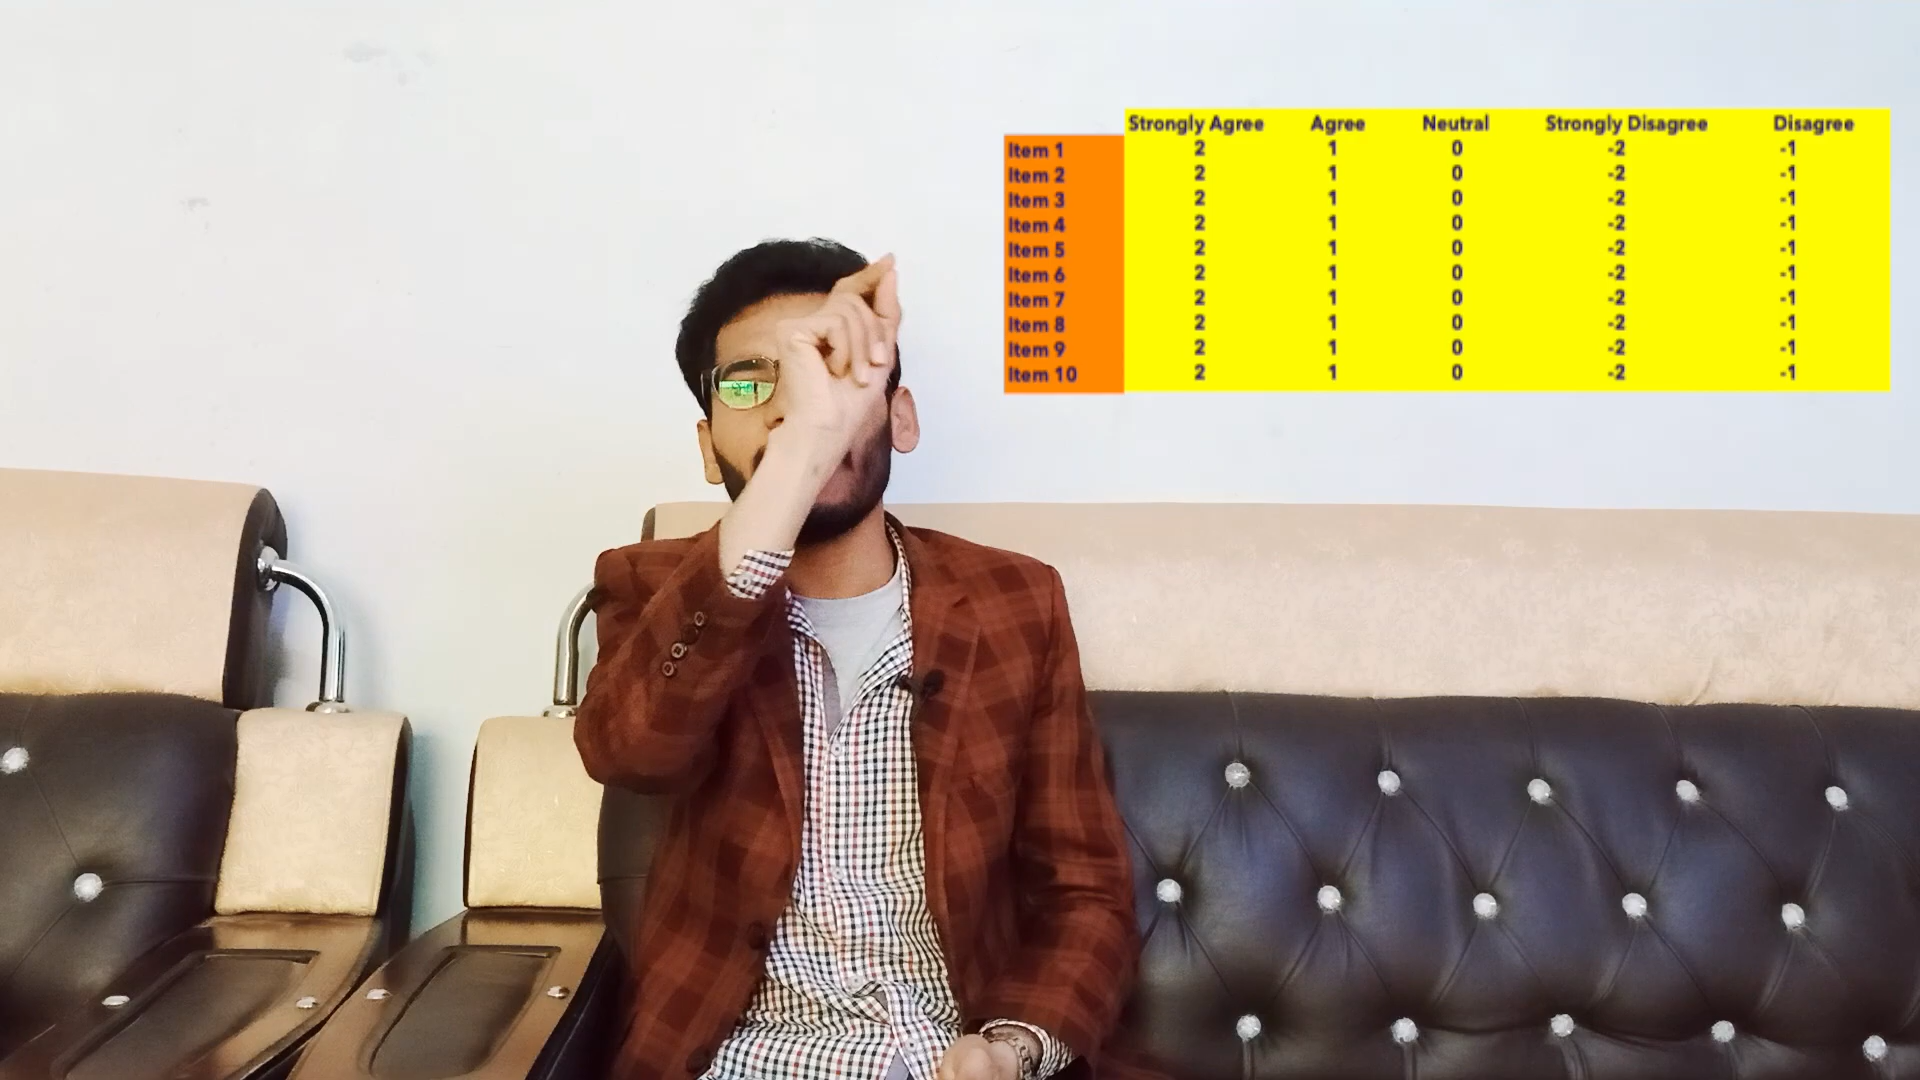 Strongly Agree Agree Neutral Strongly Disagree Disagree
Item 1 2 1 0 -2 -1
Item 2 2 1 0 -2 -1
Item 3 2 1 0 -2 -1
Item 4 2 1 0 -2 -1
Item 5 2 1 0 -2 -1
Item 6 2 1 0 -2 -1
Item 7 2 1 0 -2 -1
Item 8 2 1 0 -2 -1
Item 9 2 1 0 -2 -1
Item 10 2 1 0 -2 -1